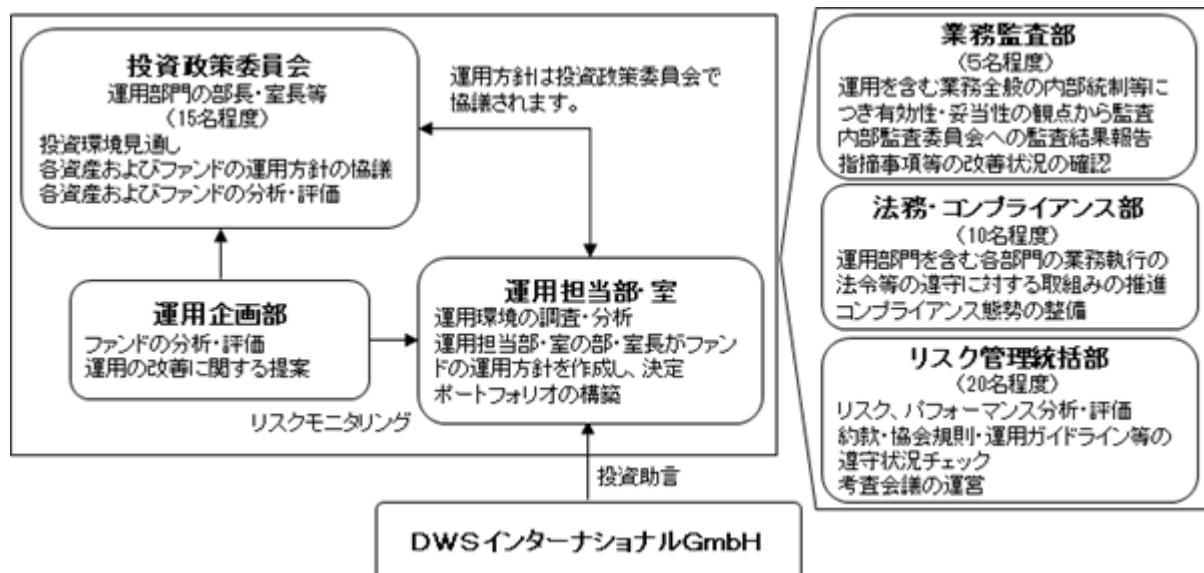 投資政策委員会
運用部門の部長・室長等
(15名程度)
投資環境見通し
各資産およびファンドの運用方針の協議
各資産およびファンドの分析・評価
運用方針は投資政策委員会で
協議されます。
運用企画部
ファンドの分析・評価
運用の改善に関する提案
リスクモニタリング
運用担当部・室
運用環境の調査・分析
運用担当部・室の部・室長がファン
ドの運用方針を作成し、決定
ポートフォリオの構築
投資助言
DWSインターナショナルGmbH
業務監査部
(5名程度)
運用を含む業務全般の内部統制等に
つき有効性・妥当性の観点から監査
内部監査委員会への監査結果報告
指摘事項等の改善状況の確認
法務・コンプライアンス部
(10名程度)
運用部門を含む各部門の業務執行の
法令等の遵守に対する取組みの推進
コンプライアンス態勢の整備
リスク管理統括部
(20名程度)
リスク、パフォーマンス分析・評価
約款・協会規則・運用ガイドライン等の
遵守状況チェック
考査会議の運営